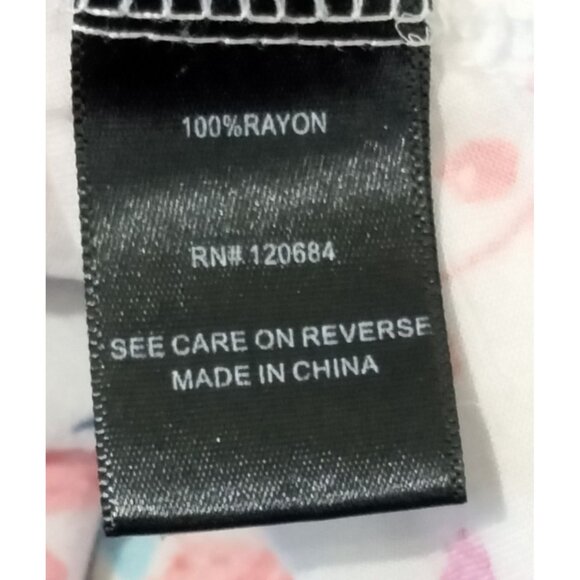 100%RAYON
RN#.120684
SEE CARE ON REVERSE
MADE IN CHINA